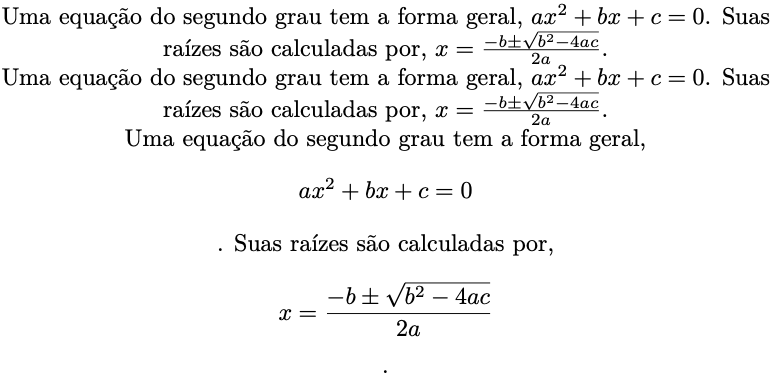 Uma equação do segundo grau tem a forma geral, $ax^2 + bx + c = 0$. Suas
raízes são calculadas por, $x = \frac{-b \pm \sqrt{b^2 - 4ac}}{2a}$.
Uma equação do segundo grau tem a forma geral, $ax^2 + bx + c = 0$. Suas
raízes são calculadas por, $x = \frac{-b \pm \sqrt{b^2 - 4ac}}{2a}$.
Uma equação do segundo grau tem a forma geral,
$ax^2 + bx + c = 0$
. Suas raízes são calculadas por,
$x = \frac{-b \pm \sqrt{b^2 - 4ac}}{2a}$
.